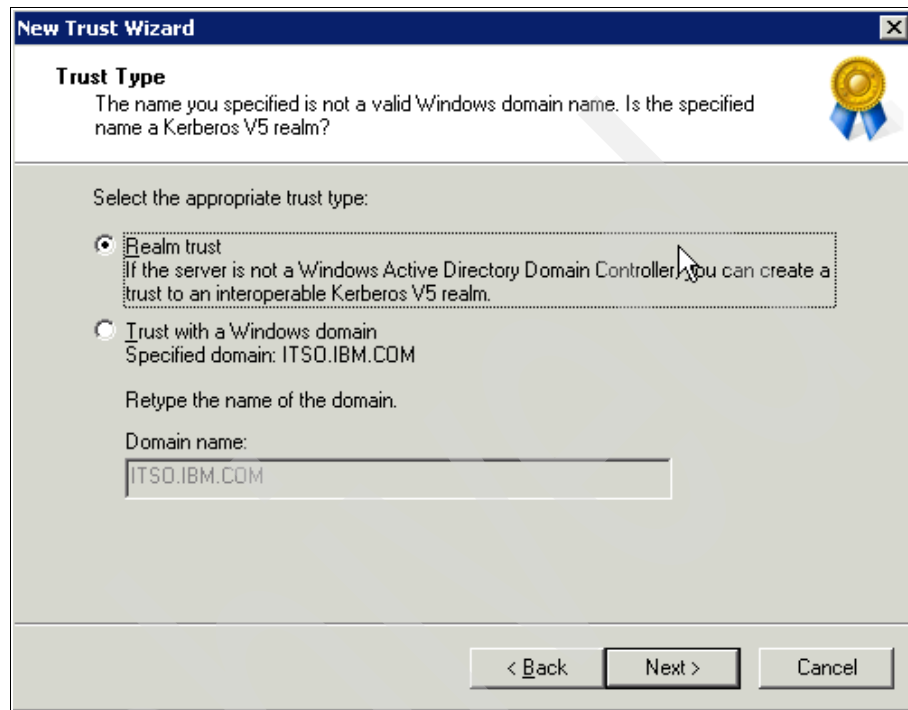 New Trust Wizard
Trust Type
The name you specified is not a valid Windows domain name. Is the specified
name a Kerberos V5 realm?
Select the appropriate trust type:
Realm trust
If the server is not a Windows Active Directory Domain Controller, you can create a
trust to an interoperable Kerberos V5 realm.
Trust with a Windows domain
Specified domain: ITSO.IBM.COM
Retype the name of the domain.
Domain name:
ITSO.IBM.COM
< Back
Next >
Cancel